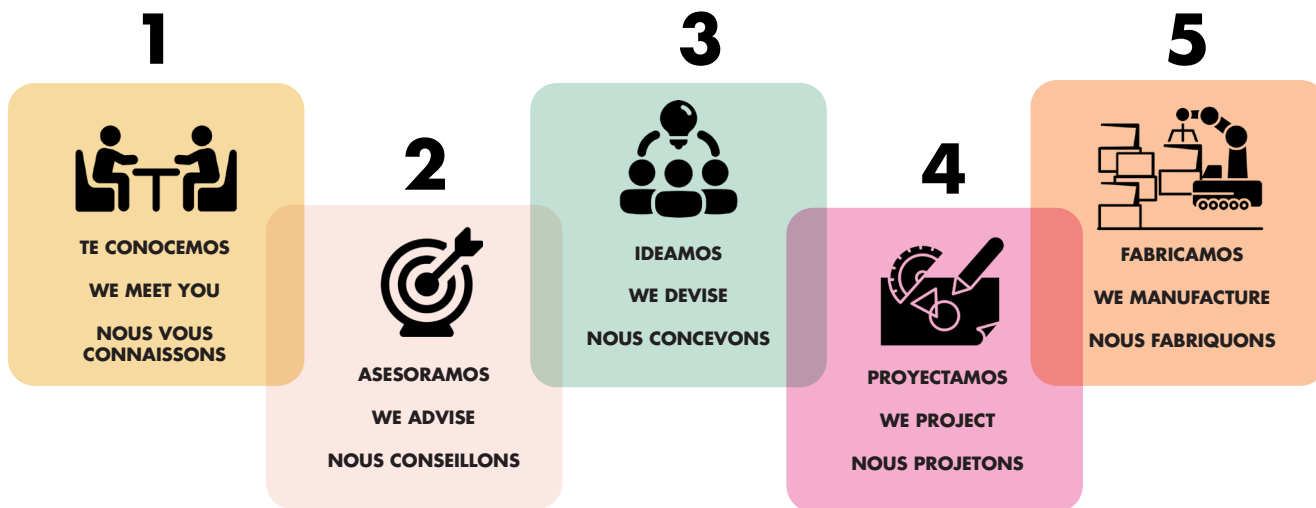 1
TE CONOCEMOS
WE MEET YOU
NOUS VOUS
CONNAISSONS
2
ASESORAMOS
WE ADVISE
NOUS CONSEILLONS
3
IDEAMOS
WE DEVISE
NOUS CONCEVONS
4
PROYECTAMOS
WE PROJECT
NOUS PROJETONS
5
FABRICAMOS
WE MANUFACTURE
NOUS FABRIQUONS